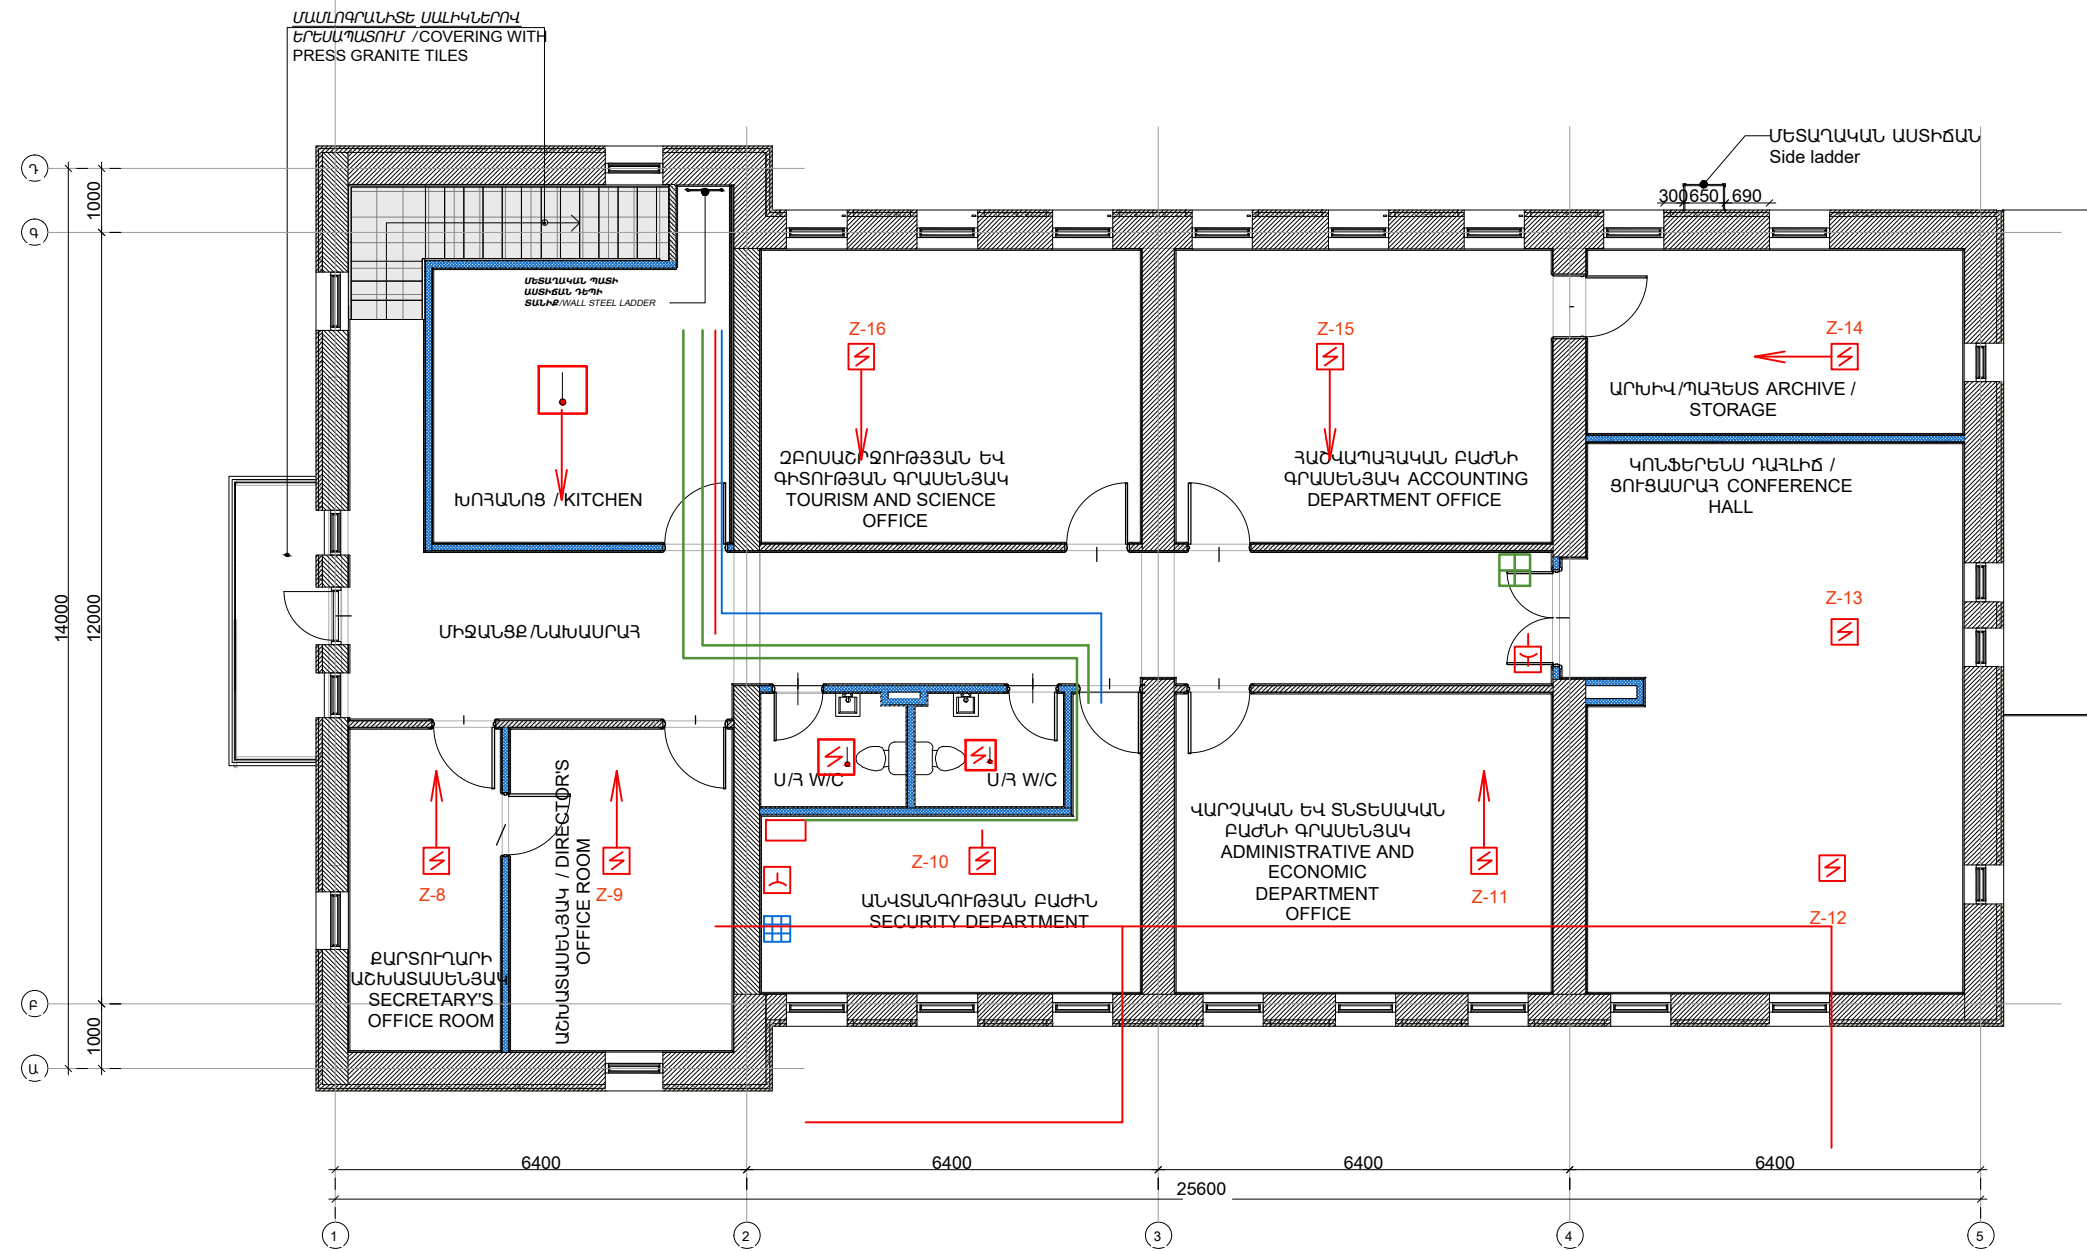 ՄԱՄԼՈԳՐԱՆԻՏԵ ՍԱԼԻԿՆԵՐՈՎ
ԵՐԵՍԱՊԱՏՈՒՄ /COVERING WITH
PRESS GRANITE TILES
ՄԵՏԱՂԱԿԱՆ ԱՍՏԻՃԱՆ
Side ladder
300 650 690
Դ
Գ
Բ
Ա
1000
14000
12000
1000
ՄԵՏԱՂԱԿԱՆ ՊԱՏԻ
ԱՍՏԻՃԱՆ ԴԵՊԻ
ՏԱՆԻՔ/WALL STEEL LADDER
Z-16
Z-15
Z-14
ԱՐԽԻՎ/ՊԱՀԵՍՏ ARCHIVE /
STORAGE
ԽՈՀԱՆՈՑ / KITCHEN
ԶԲՈՍԱՇՐՋՈՒԹՅՅԱՆ ԵՎ
ԳԻՏՈՒԹՅԱՆ ԳՐԱՍԵՆՅԱԿ
TOURISM AND SCIENCE
OFFICE
ՀԱՇՎԱՊԱՀԱԿԱՆ ԲԱԺՆԻ
ԳՐԱՍԵՆՅԱԿ ACCOUNTING
DEPARTMENT OFFICE
ԿՈՆՖԵՐԵՆՍ ԴԱՀԼԻՃ /
ՑՈՒՑԱՍՐԱՀ CONFERENCE
HALL
Z-13
ՄԻՋԱՆՑՔ/ՆԱԽԱՍՐԱՀ
Ս/Հ W/C
Ս/Հ W/C
Z-8
Z-9
Z-10
Z-11
Z-12
ՔԱՐՏՈՒՂԱՐԻ
ԱՇԽԱՏԱՍԵՆՅԱԿ
SECRETARY'S
OFFICE ROOM
ԱՇԽԱՏԱՍԵՆՅԱԿ / DIRECTOR'S
OFFICE ROOM
ԱՆՎՏԱՆԳՈՒԹՅԱՆ ԲԱԺԻՆ
SECURITY DEPARTMENT
ՎԱՐՉԱԿԱՆ ԵՎ ՏՆՏԵՍԱԿԱՆ
ԲԱԺՆԻ ԳՐԱՍԵՆՅԱԿ
ADMINISTRATIVE AND
ECONOMIC
DEPARTMENT
OFFICE
6400
6400
6400
6400
25600
1
2
3
4
5